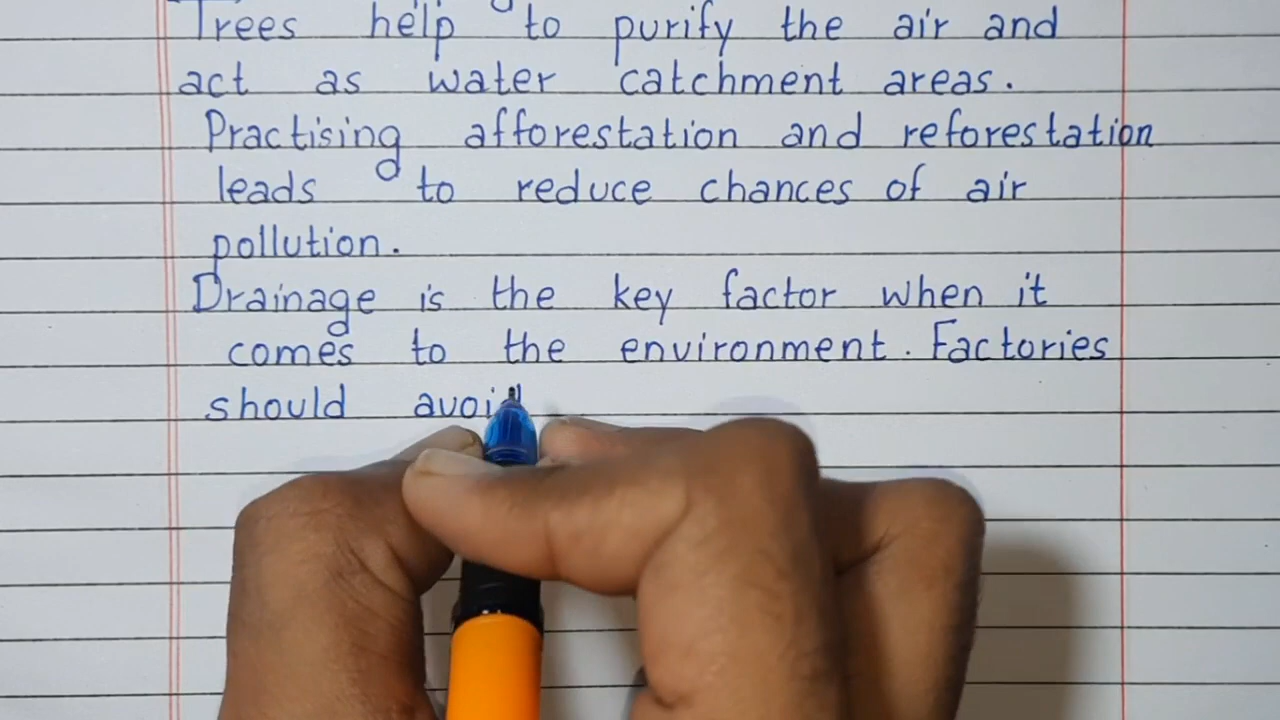 Trees help to purify the air and
act as water catchment areas.
Practising afforestation and reforestation
leads to reduce chances of air
pollution.
Drainage is the key factor when it
comes to the environment. Factories
should avoid